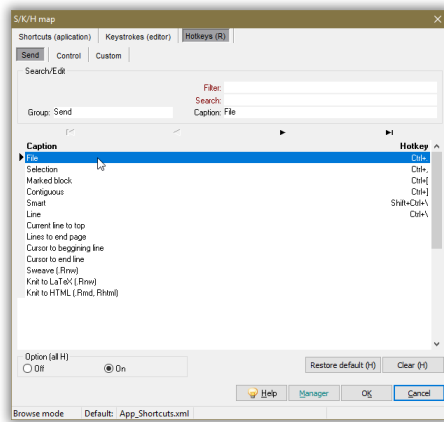 S/K/H map
Shortcuts (aplication) Keystrokes (editor) Hotkeys (R)
Send Control Custom
Search/Edit
Filter:
Search:
Group: Send Caption: File
Caption Hotkey
File Ctrl+.
Selection Ctrl+,
Marked block Ctrl+[
Contiguous Ctrl+]
Smart Shift+Ctrl+\
Line Ctrl+\
Current line to top
Lines to end page
Cursor to beggining line
Cursor to end line
Sweave (.Rnw)
Knit to LaTeX (.Rnw)
Knit to HTML (.Rmd, Rhtml)
Option (all H)
Off On
Restore default (H) Clear (H)
Help Manager OK Cancel
Browse mode Default: App_Shortcuts.xml